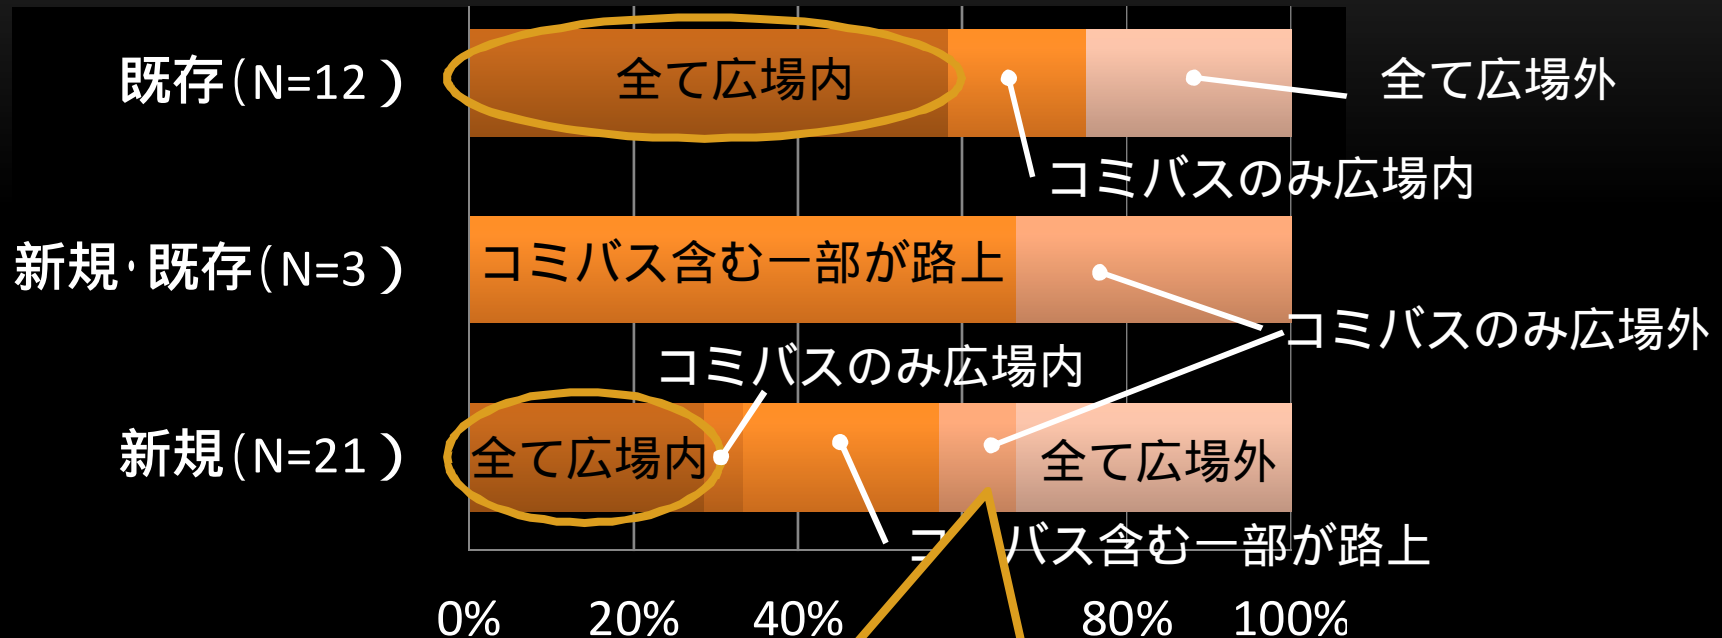 既存(N=12 )
全て広場内
全て広場外
コミバスのみ広場内
新規・既存(N=3 )
コミバス含む一部が路上
コミバスのみ広場外
コミバスのみ広場内
新規(N=21 )
全て広場内
全て広場外
コ バス含む一部が路上
0% 20% 40% 80% 100%